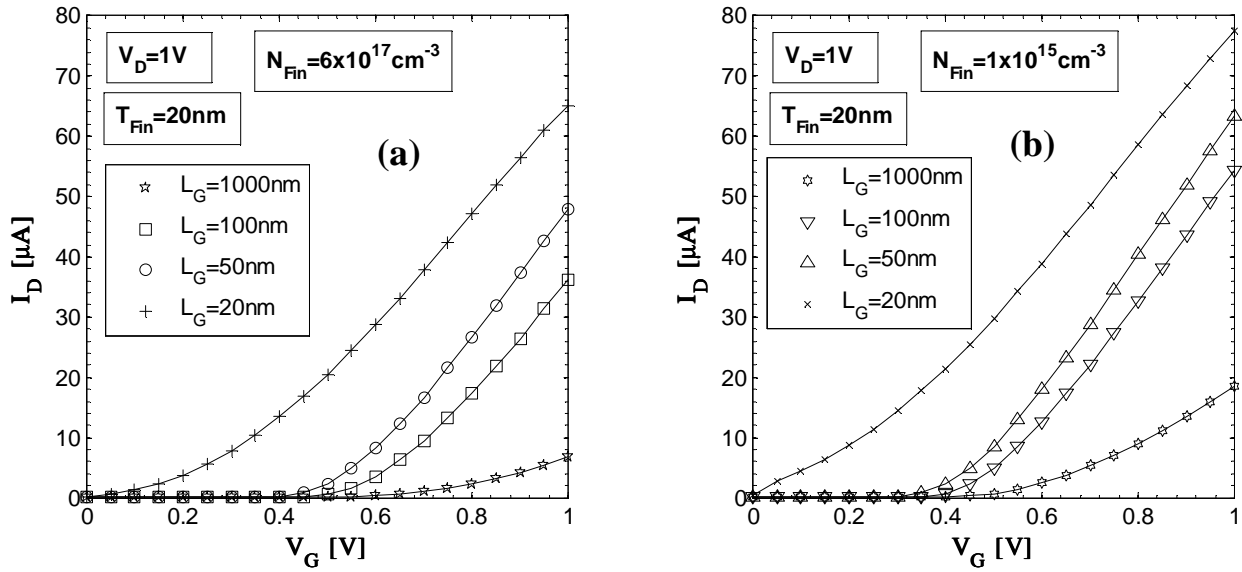 80
70
60
50
40
30
20
10
0
I_D [μA]
V_D=1V
N_Fin=6x10^17cm^-3
T_Fin=20nm
(a)
L_G=1000nm
L_G=100nm
L_G=50nm
L_G=20nm
0 0.2 0.4 0.6 0.8 1
V_G [V]
80
70
60
50
40
30
20
10
0
I_D [μA]
V_D=1V
N_Fin=1x10^15cm^-3
T_Fin=20nm
(b)
L_G=1000nm
L_G=100nm
L_G=50nm
L_G=20nm
0 0.2 0.4 0.6 0.8 1
V_G [V]